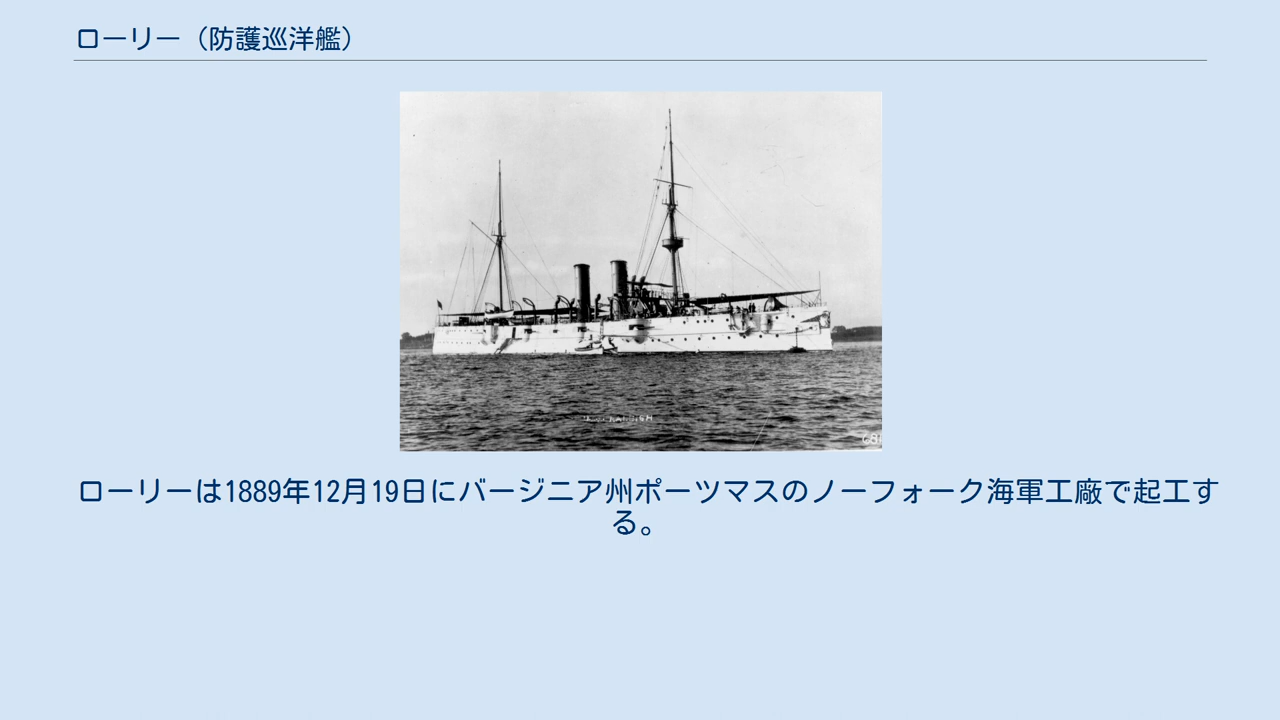 ローリー（防護巡洋艦）
68
ローリーは1889年12月19日にバージニア州ポーツマスのノーフォーク海軍工廠で起工す
る。